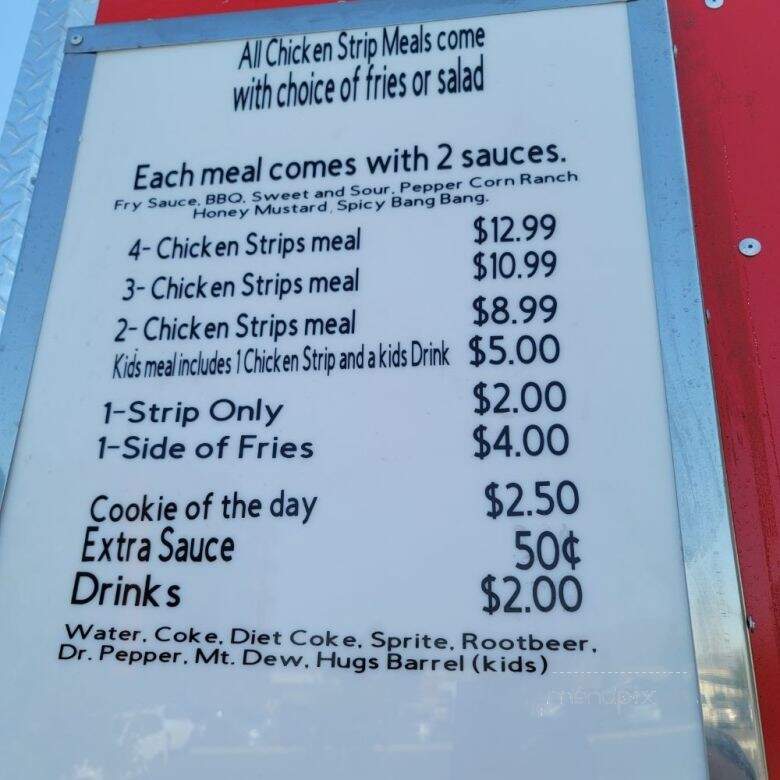 All Chicken Strip Meals come
with choice of fries or salad
Each meal comes with 2 sauces.
Fry Sauce, BBQ, Sweet and Sour, Pepper Corn Ranch
Honey Mustard, Spicy Bang Bang.
4- Chicken Strips meal $12.99
3- Chicken Strips meal $10.99
2- Chicken Strips meal $8.99
Kids meal includes 1 Chicken Strip and a kids Drink $5.00
1-Strip Only $2.00
1-Side of Fries $4.00
Cookie of the day $2.50
Extra Sauce 50¢
Drinks $2.00
Water, Coke, Diet Coke, Sprite, Rootbeer,
Dr. Pepper, Mt. Dew, Hugs Barrel (kids)
menupix